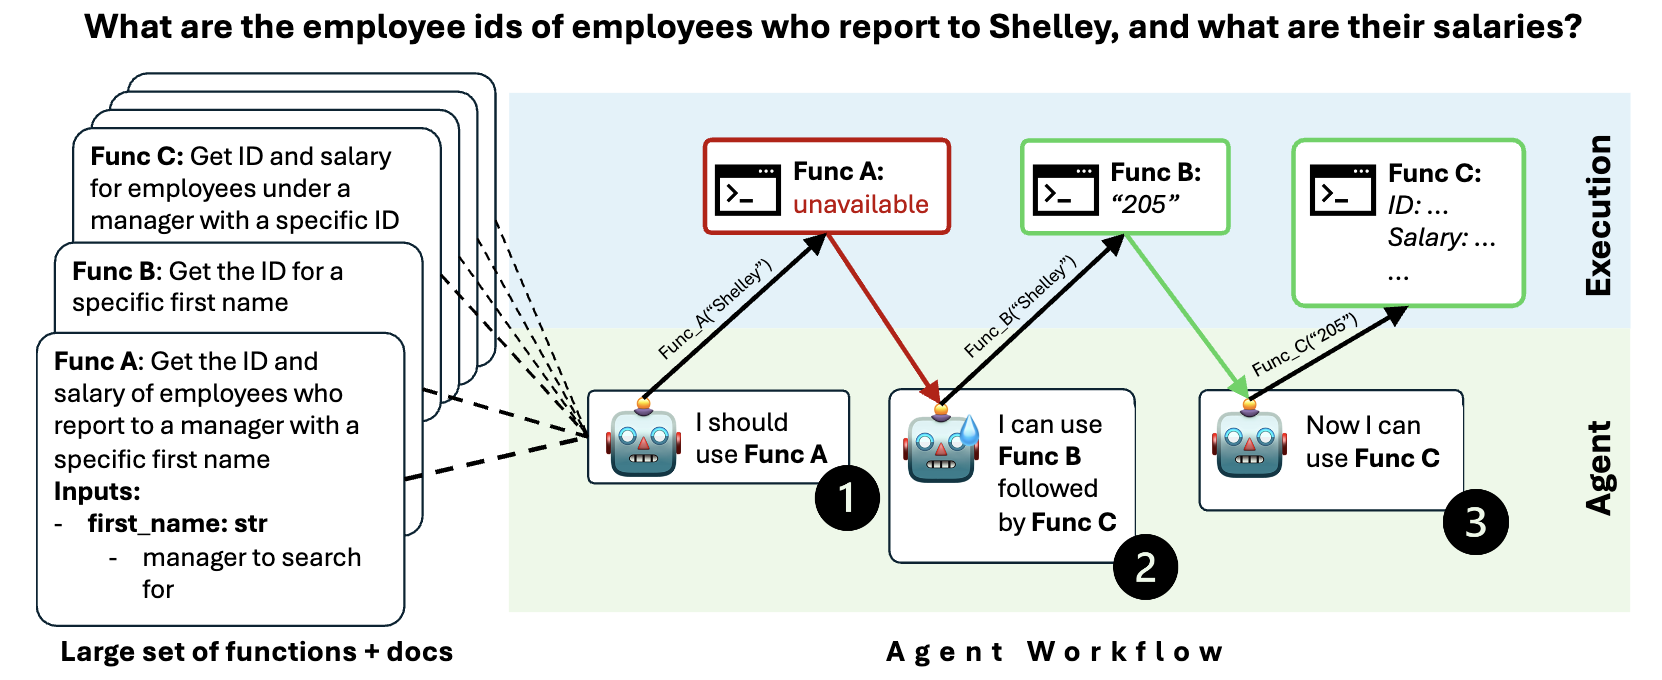 What are the employee ids of employees who report to Shelley, and what are their salaries?
Func C: Get ID and salary
for employees under a
manager with a specific ID
Func B: Get the ID for a
specific first name
Func A: Get the ID and
salary of employees who
report to a manager with a
specific first name
Inputs:
- first_name: str
- manager to search
for
Large set of functions + docs
Func A:
unavailable
Func B:
“205”
Func C:
ID: ...
Salary: ...
...
Execution
Func_A(“Shelley”)
Func_B(“Shelley”)
Func_C(“205”)
I should
use Func A
1
I can use
Func B
followed
by Func C
2
Now I can
use Func C
3
Agent
Agent Workflow